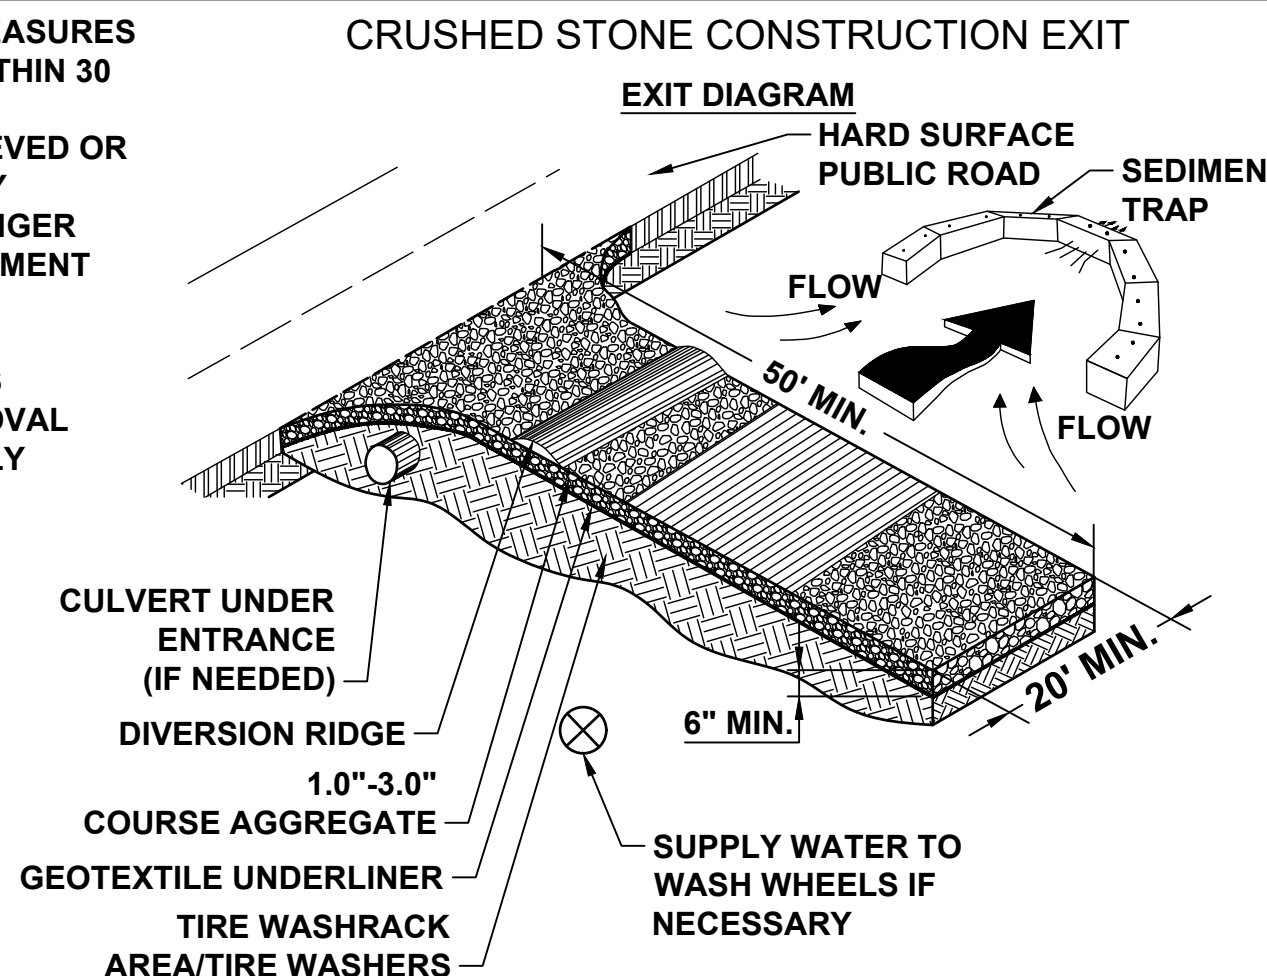 CRUSHED STONE CONSTRUCTION EXIT
EXIT DIAGRAM
HARD SURFACE
PUBLIC ROAD
SEDIMEN
TRAP
FLOW
50' MIN.
FLOW
20' MIN.
6" MIN.
CULVERT UNDER
ENTRANCE
(IF NEEDED)
DIVERSION RIDGE
1.0"-3.0"
COURSE AGGREGATE
GEOTEXTILE UNDERLINER
TIRE WASHRACK
AREA/TIRE WASHERS
SUPPLY WATER TO
WASH WHEELS IF
NECESSARY
EASURES
THIN 30
EVED OR
Y
NGER
MENT
S
OVAL
LY